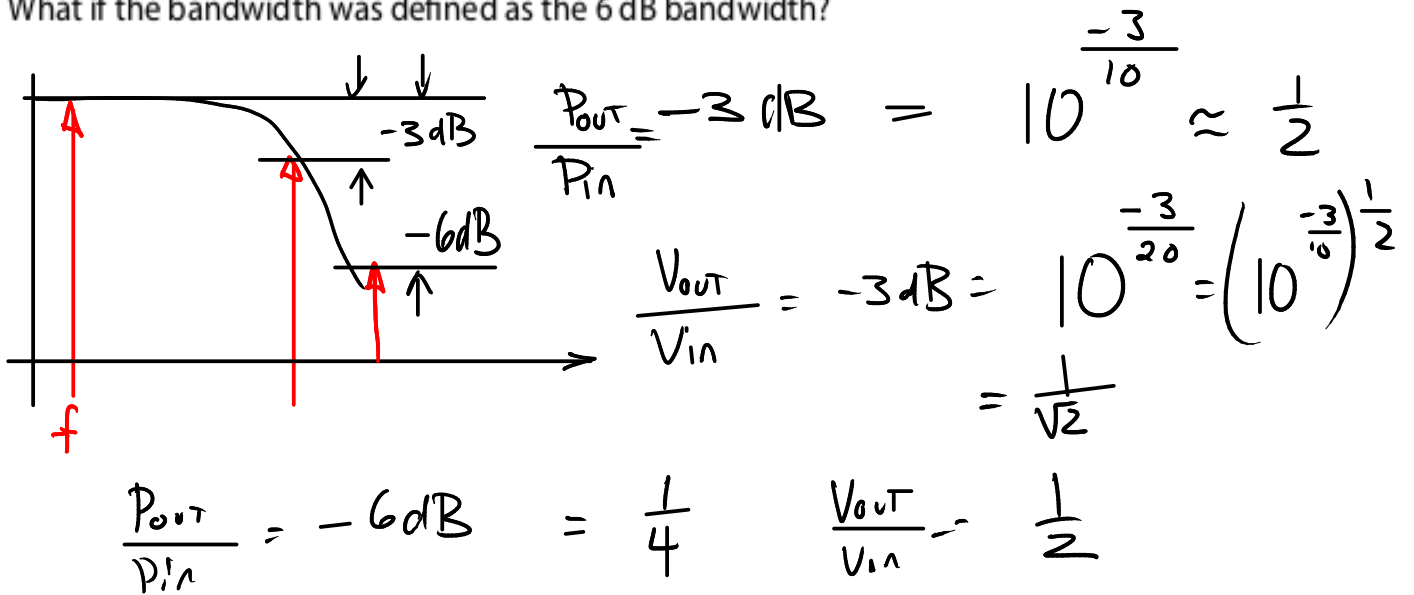 What if the bandwidth was defined as the 6 dB bandwidth?
-3dB
-6dB
f
Pout/Pin = -3 dB = 10^(-3/10) ≈ 1/2
Vout/Vin = -3dB = 10^(-3/20) = (10^(-3/10))^(1/2)
= 1/√2
Pout/Pin = -6dB = 1/4
Vout/Vin = 1/2